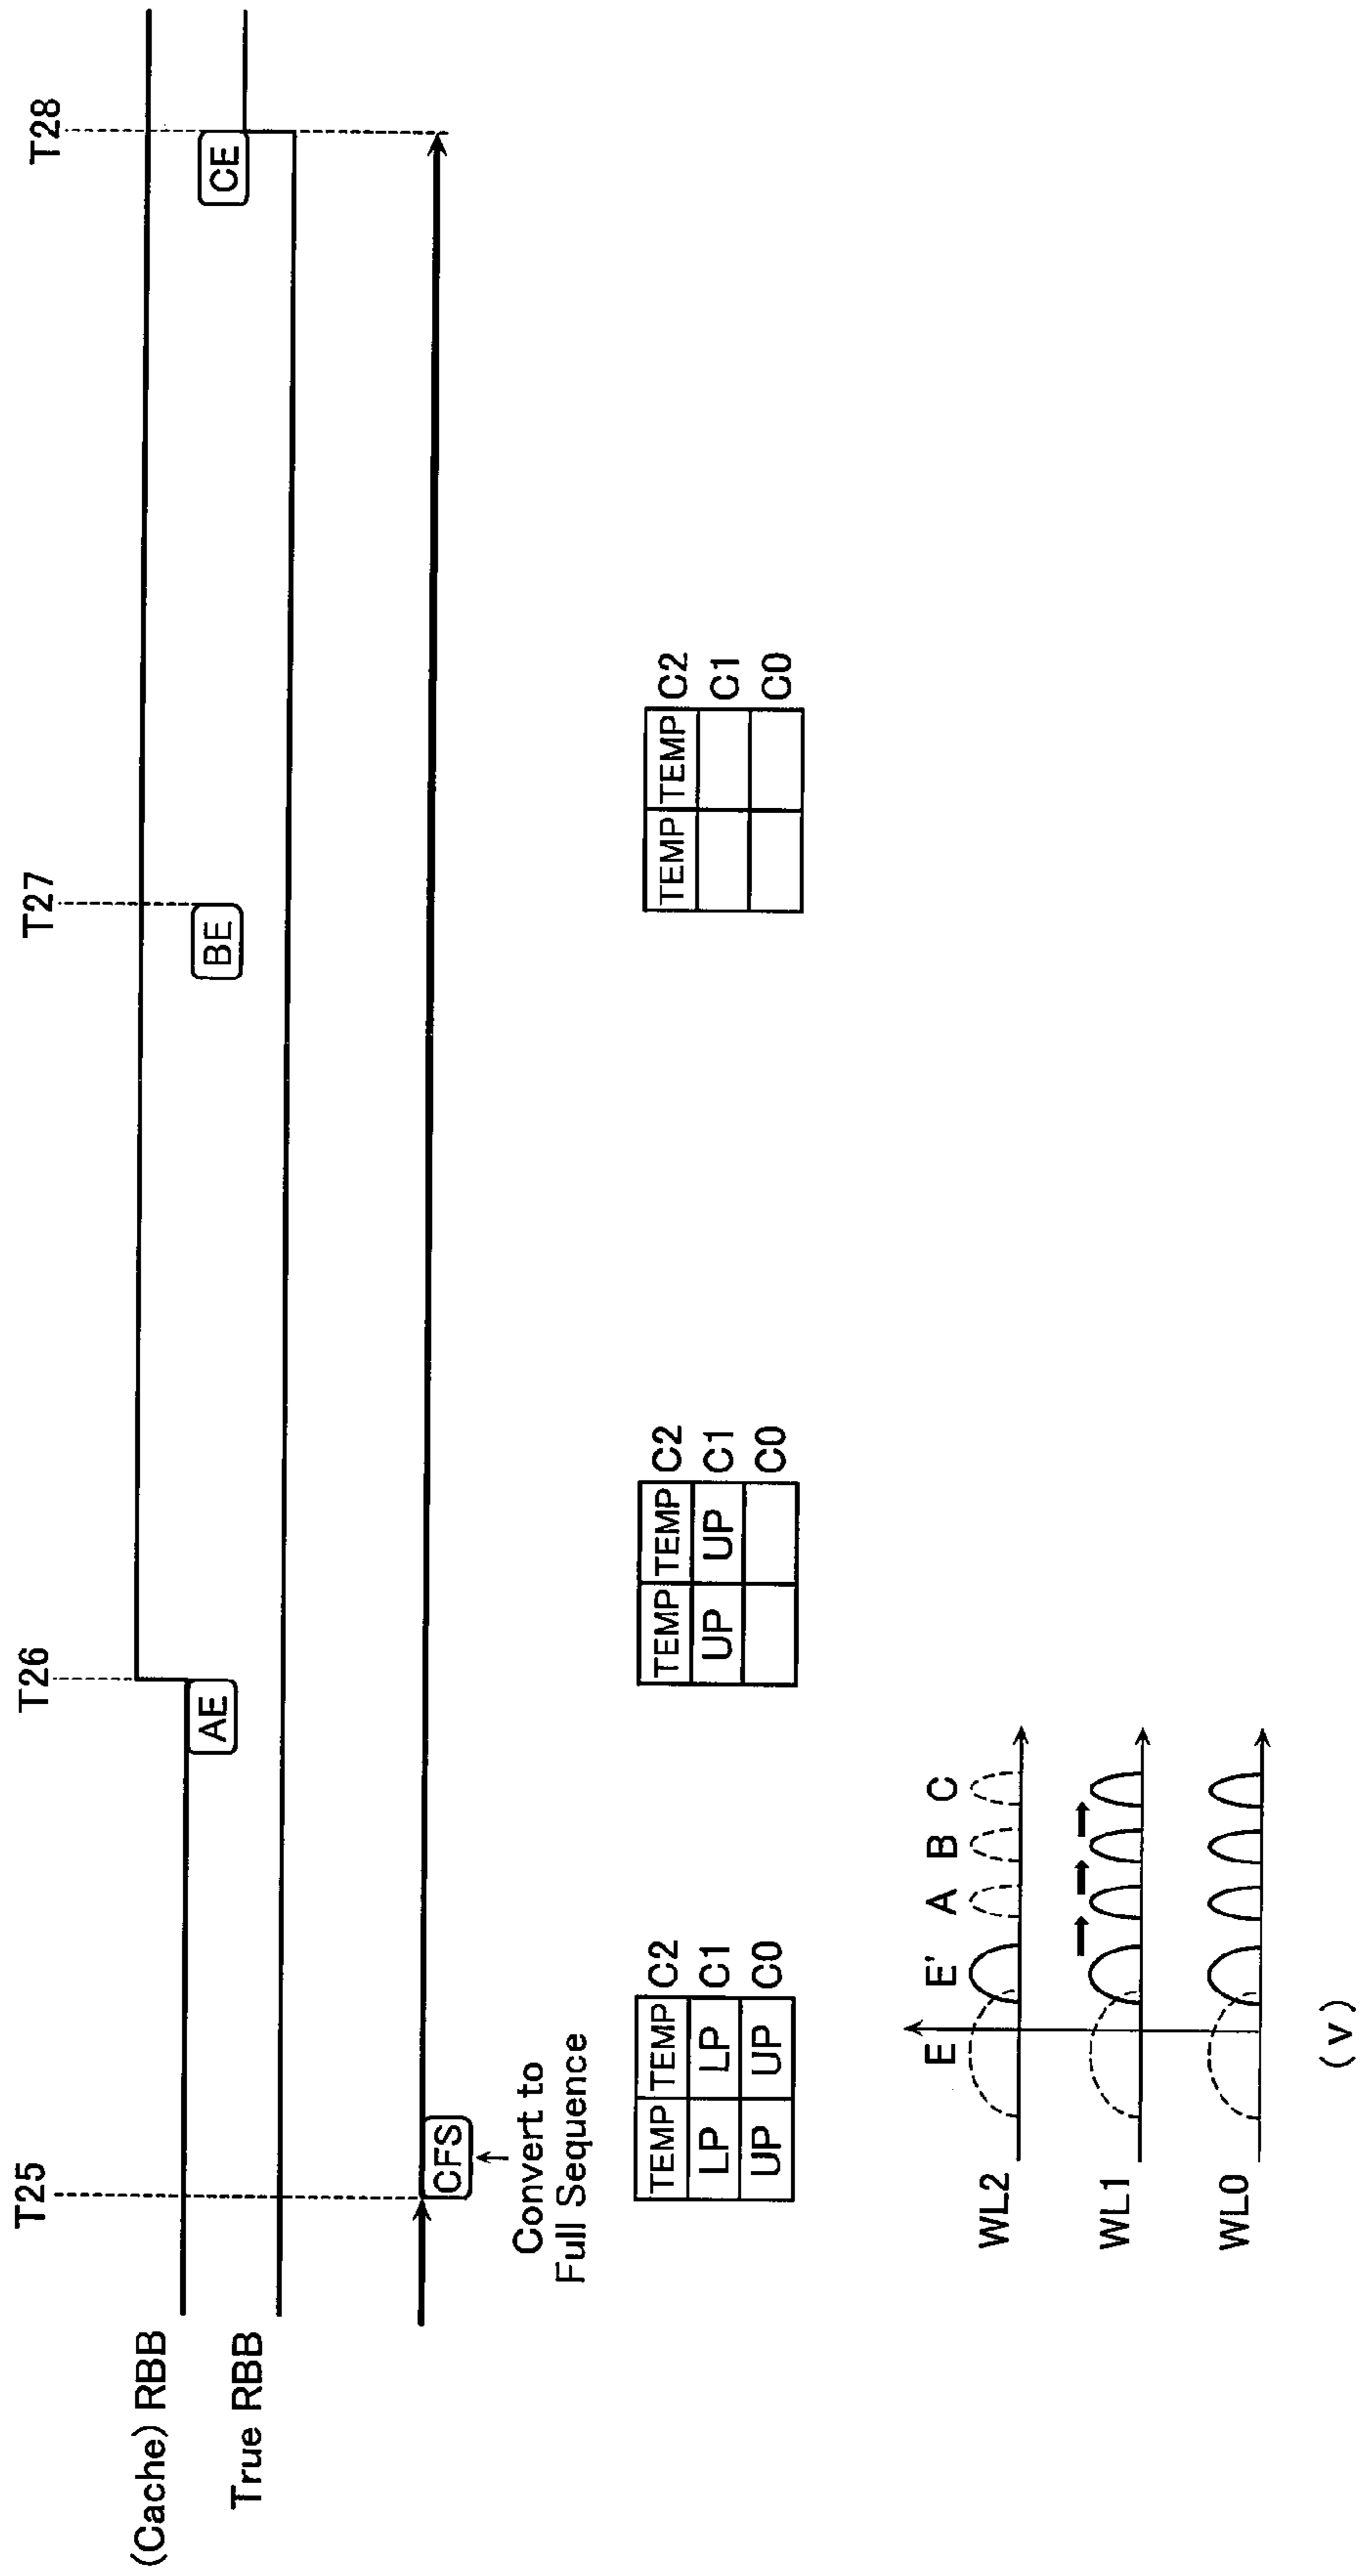 T25
T26
T27
T28
(Cache) RBB
AE
BE
CE
True RBB
CFS
Convert to
Full Sequence
TEMP TEMP C2
LP LP C1
UP UP C0
TEMP TEMP C2
UP UP C1
C0
TEMP TEMP C2
C1
C0
E E' A B C
WL2
WL1
WL0
(v)